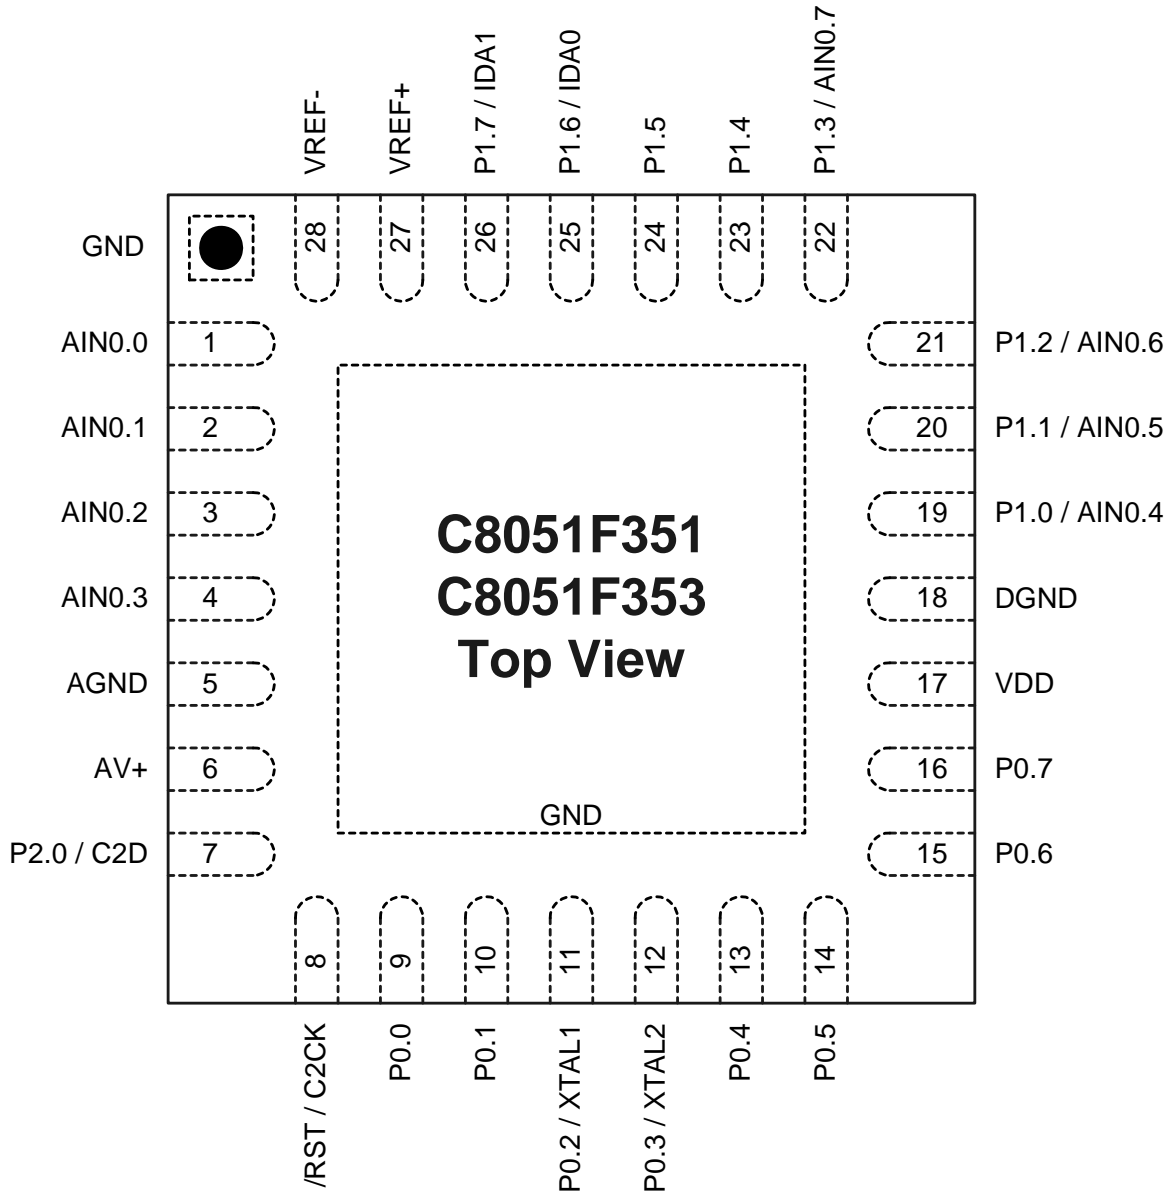 VREF-
VREF+
P1.7 / IDA1
P1.6 / IDA0
P1.5
P1.4
P1.3 / AIN0.7
GND
28
27
26
25
24
23
22
AIN0.0
1
21
P1.2 / AIN0.6
AIN0.1
2
20
P1.1 / AIN0.5
AIN0.2
3
19
P1.0 / AIN0.4
C8051F351
C8051F353
Top View
AIN0.3
4
18
DGND
AGND
5
17
VDD
AV+
6
16
P0.7
GND
P2.0 / C2D
7
15
P0.6
8
9
10
11
12
13
14
/RST / C2CK
P0.0
P0.1
P0.2 / XTAL1
P0.3 / XTAL2
P0.4
P0.5